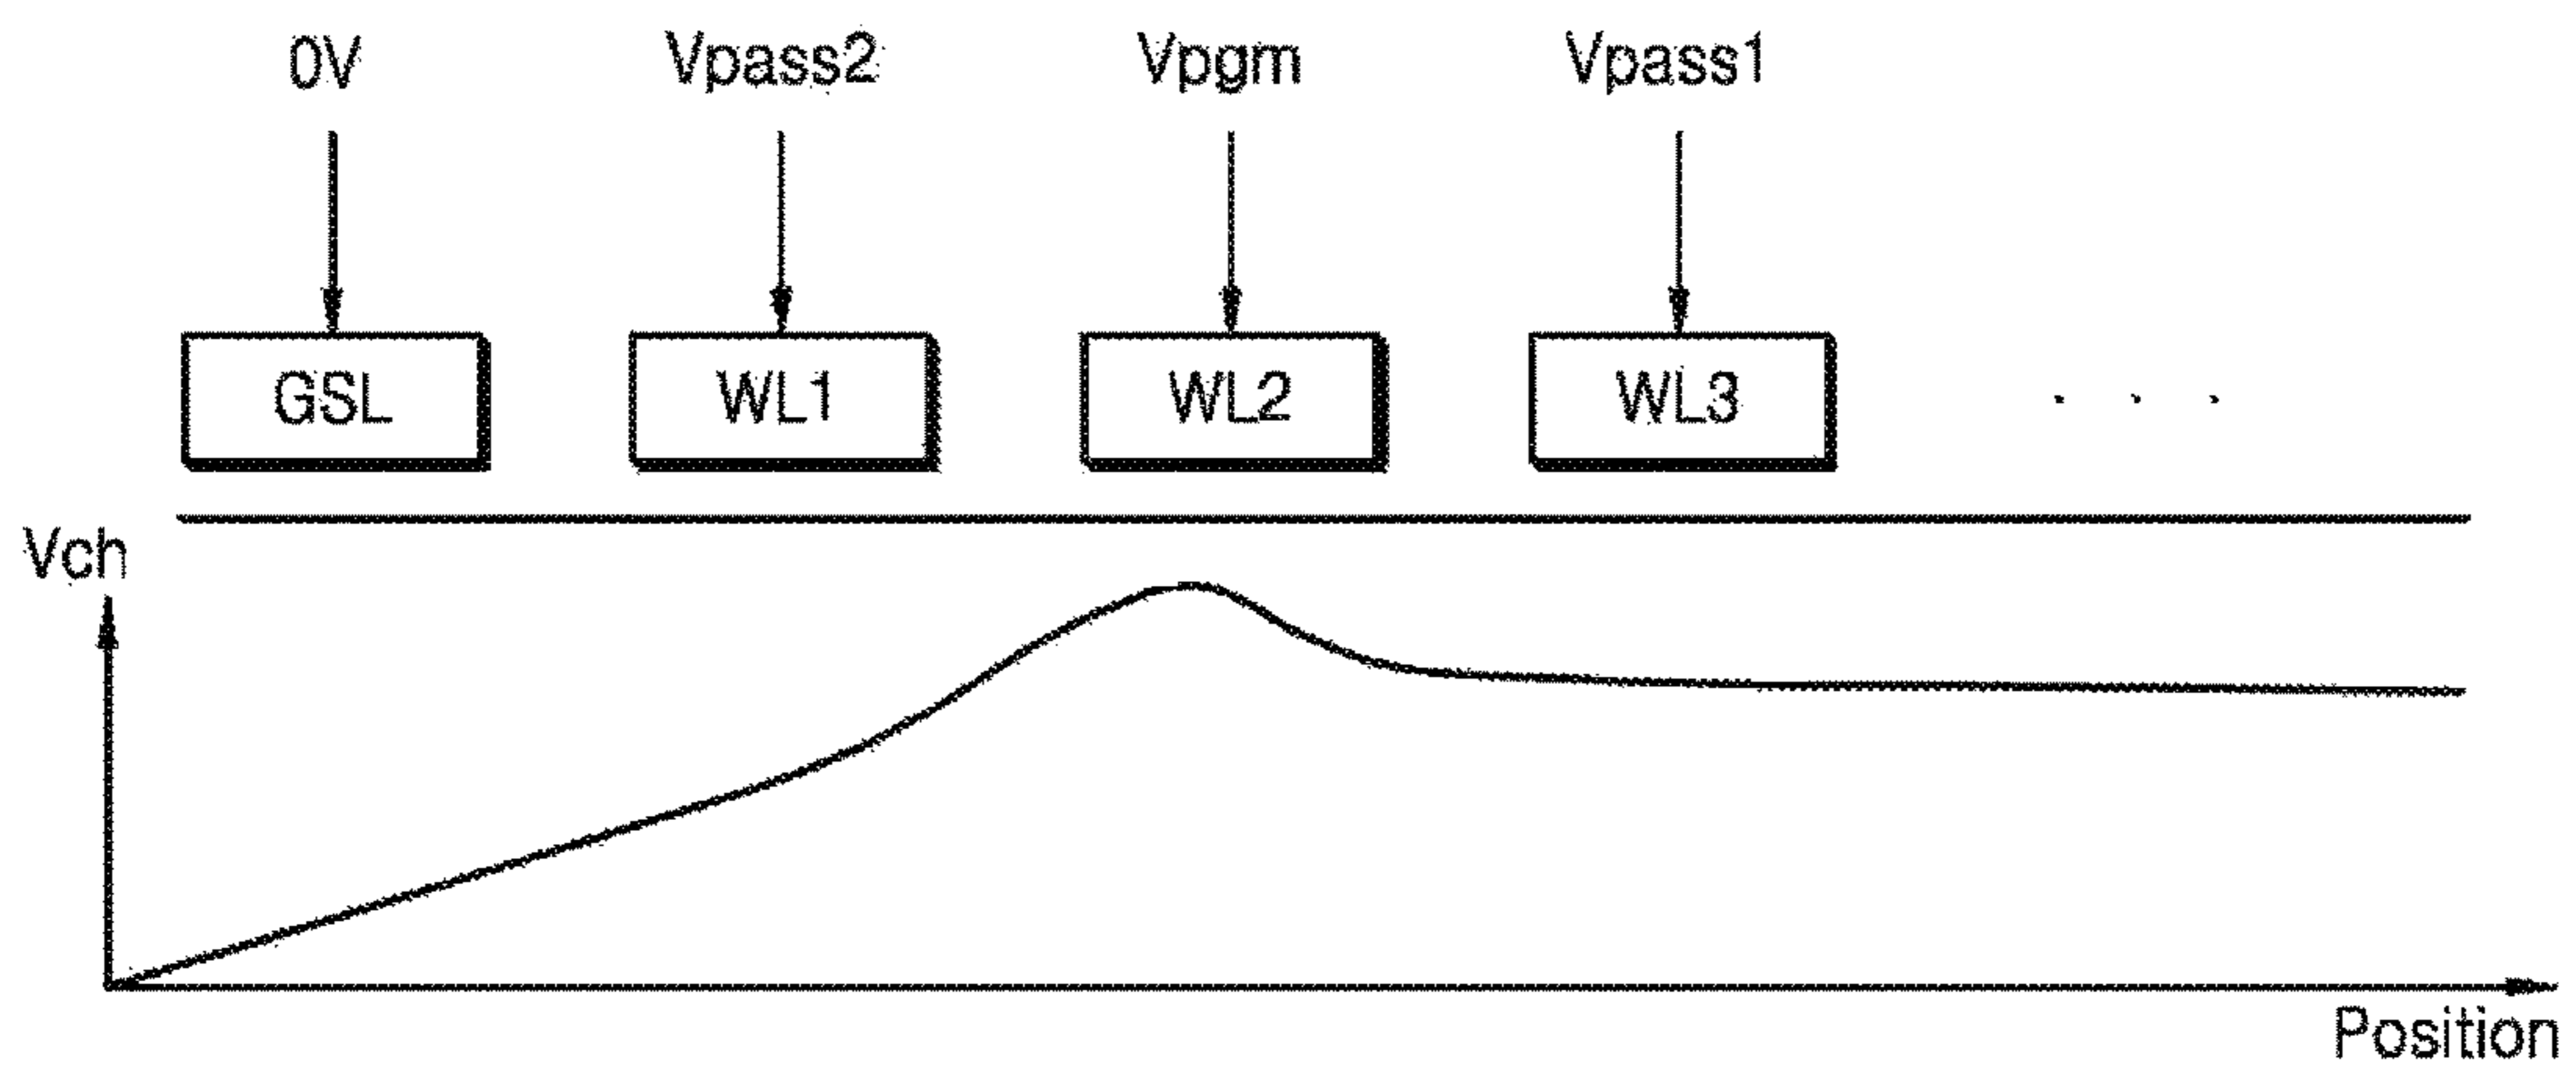 0V Vpass2 Vpgm Vpass1
GSL WL1 WL2 WL3 . . .
Vch
Position